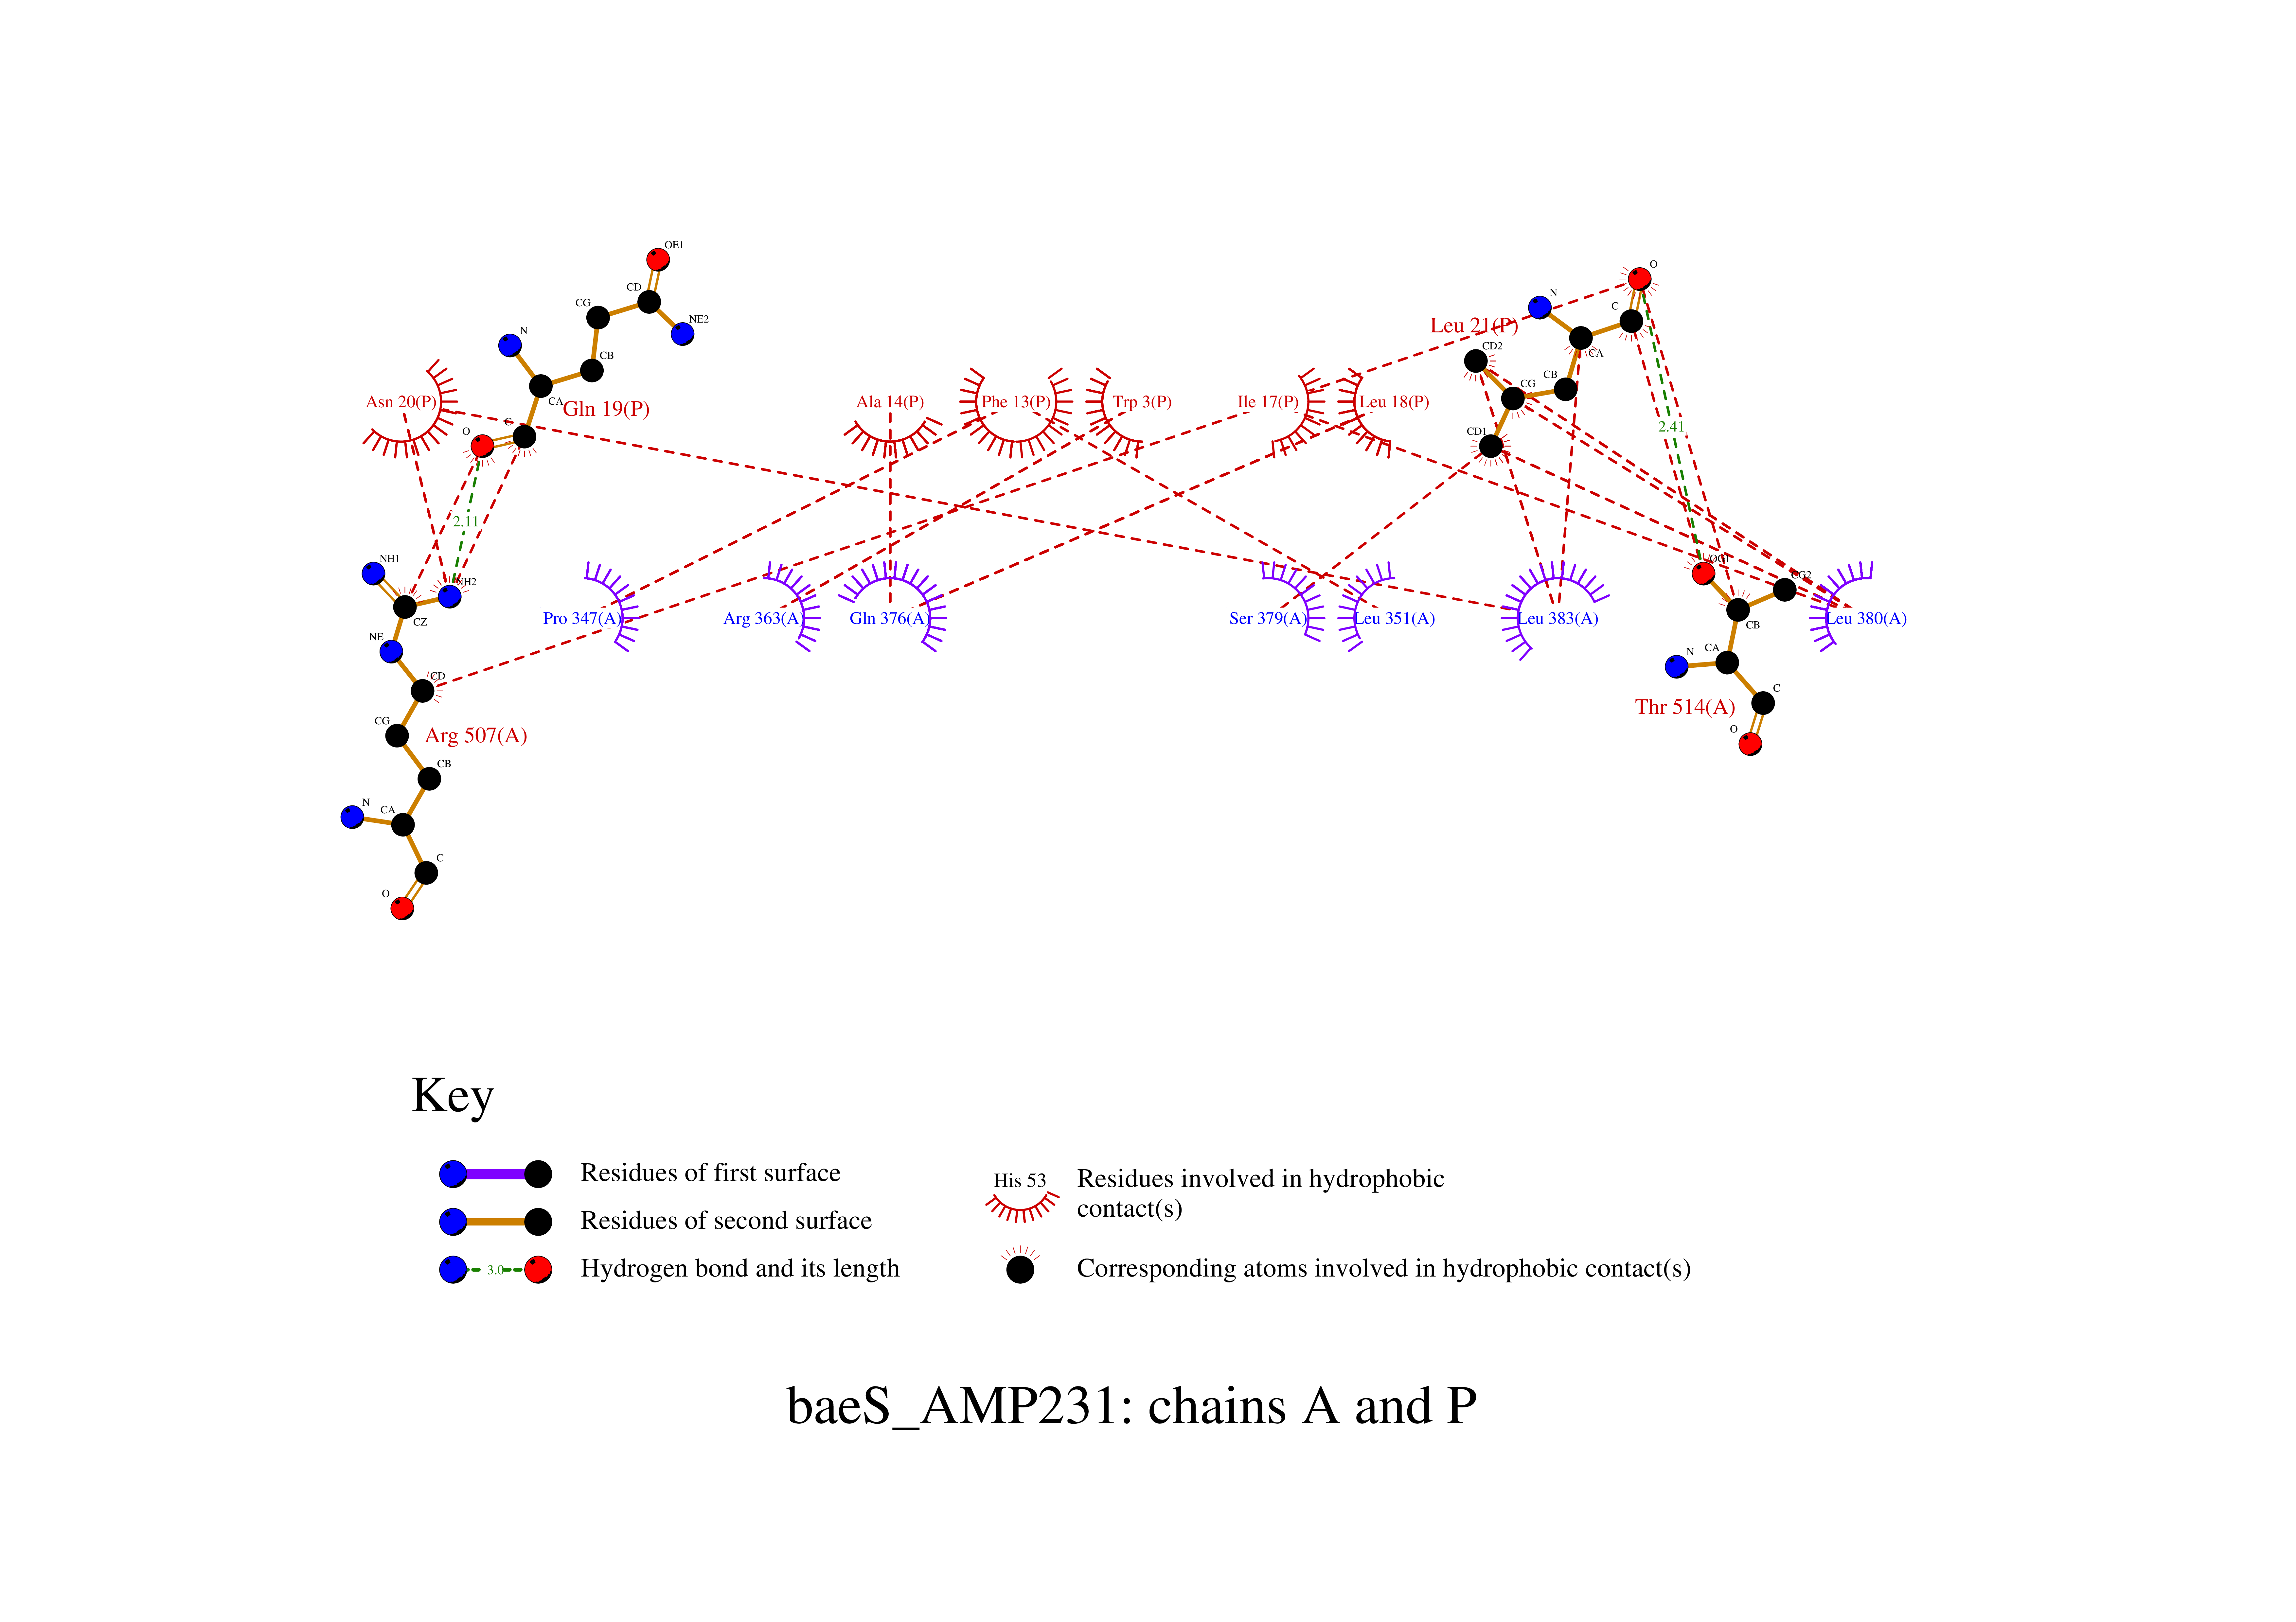 OE1
CD
CG
NE2
N
CB
CA
Gln 19(P)
C
O
O
N
C
Leu 21(P)
CD2
CA
CB
CG
CD1
Asn 20(P)
Ala 14(P)
Phe 13(P)
Trp 3(P)
Ile 17(P)
Leu 18(P)
2.11
2.41
NH1
NH2
CZ
NE
CD
CG
Arg 507(A)
CB
N
CA
C
O
Pro 347(A)
Arg 363(A)
Gln 376(A)
Ser 379(A)
Leu 351(A)
Leu 383(A)
Leu 380(A)
OG1
CG2
CB
N
CA
C
Thr 514(A)
O
Key
Residues of first surface
Residues of second surface
3.0
Hydrogen bond and its length
His 53
Residues involved in hydrophobic
contact(s)
Corresponding atoms involved in hydrophobic contact(s)
baeS_AMP231: chains A and P